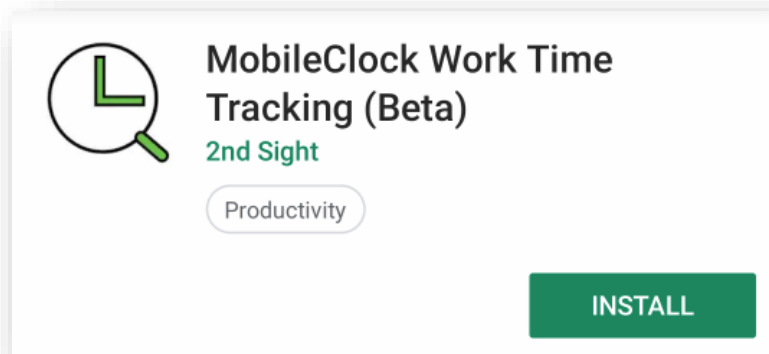 MobileClock Work Time
Tracking (Beta)
2nd Sight
Productivity
INSTALL